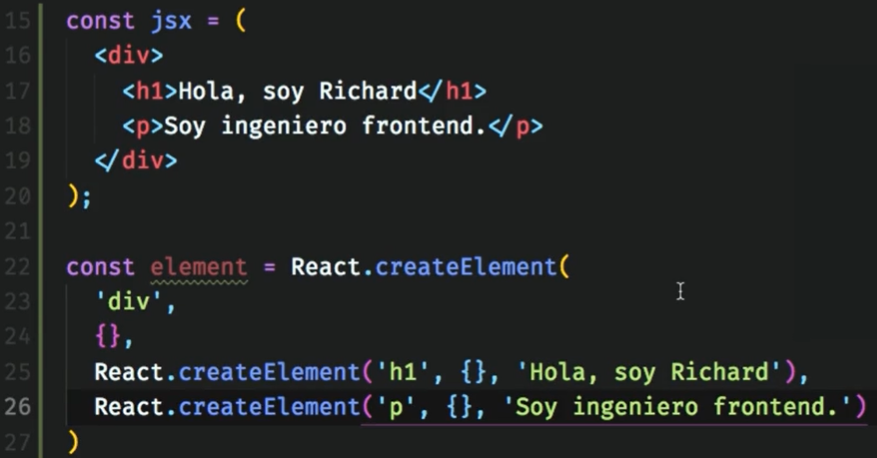 15 const jsx = (
16 <div>
17 <h1>Hola, soy Richard</h1>
18 <p>Soy ingeniero frontend.</p>
19 </div>
20 );
21
22 const element = React.createElement(
23 'div',
24 {},
25 React.createElement('h1', {}, 'Hola, soy Richard'),
26 React.createElement('p', {}, 'Soy ingeniero frontend.')
27 )